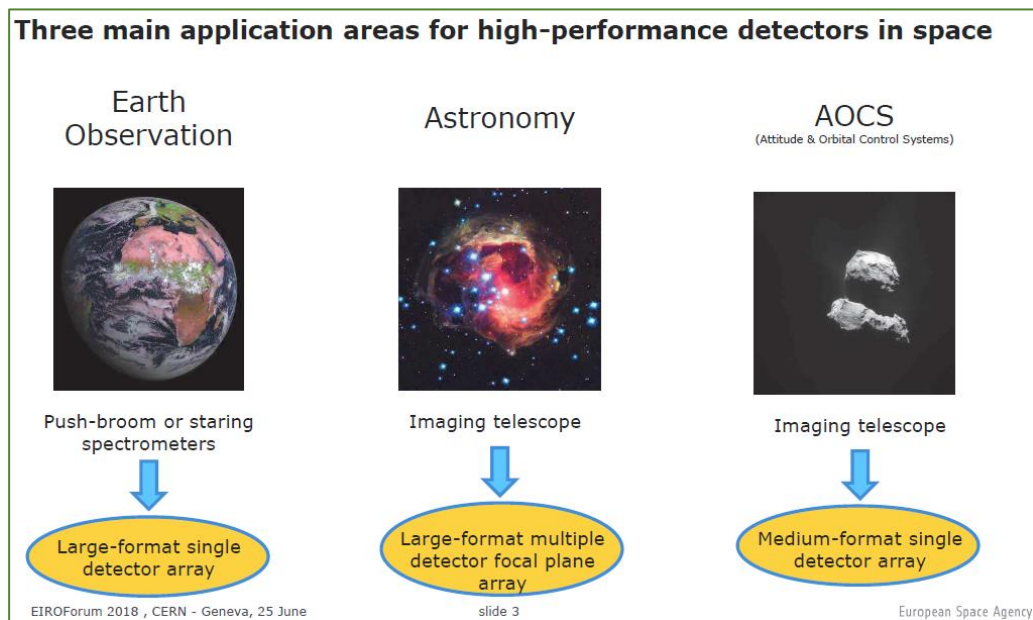 Three main application areas for high-performance detectors in space
Earth
Observation
Astronomy
AOCS
(Attitude & Orbital Control Systems)
Push-broom or staring
spectrometers
Imaging telescope
Imaging telescope
Large-format single
detector array
Large-format multiple
detector focal plane
array
Medium-format single
detector array
EIROForum 2018 , CERN - Geneva, 25 June
slide 3
European Space Agency